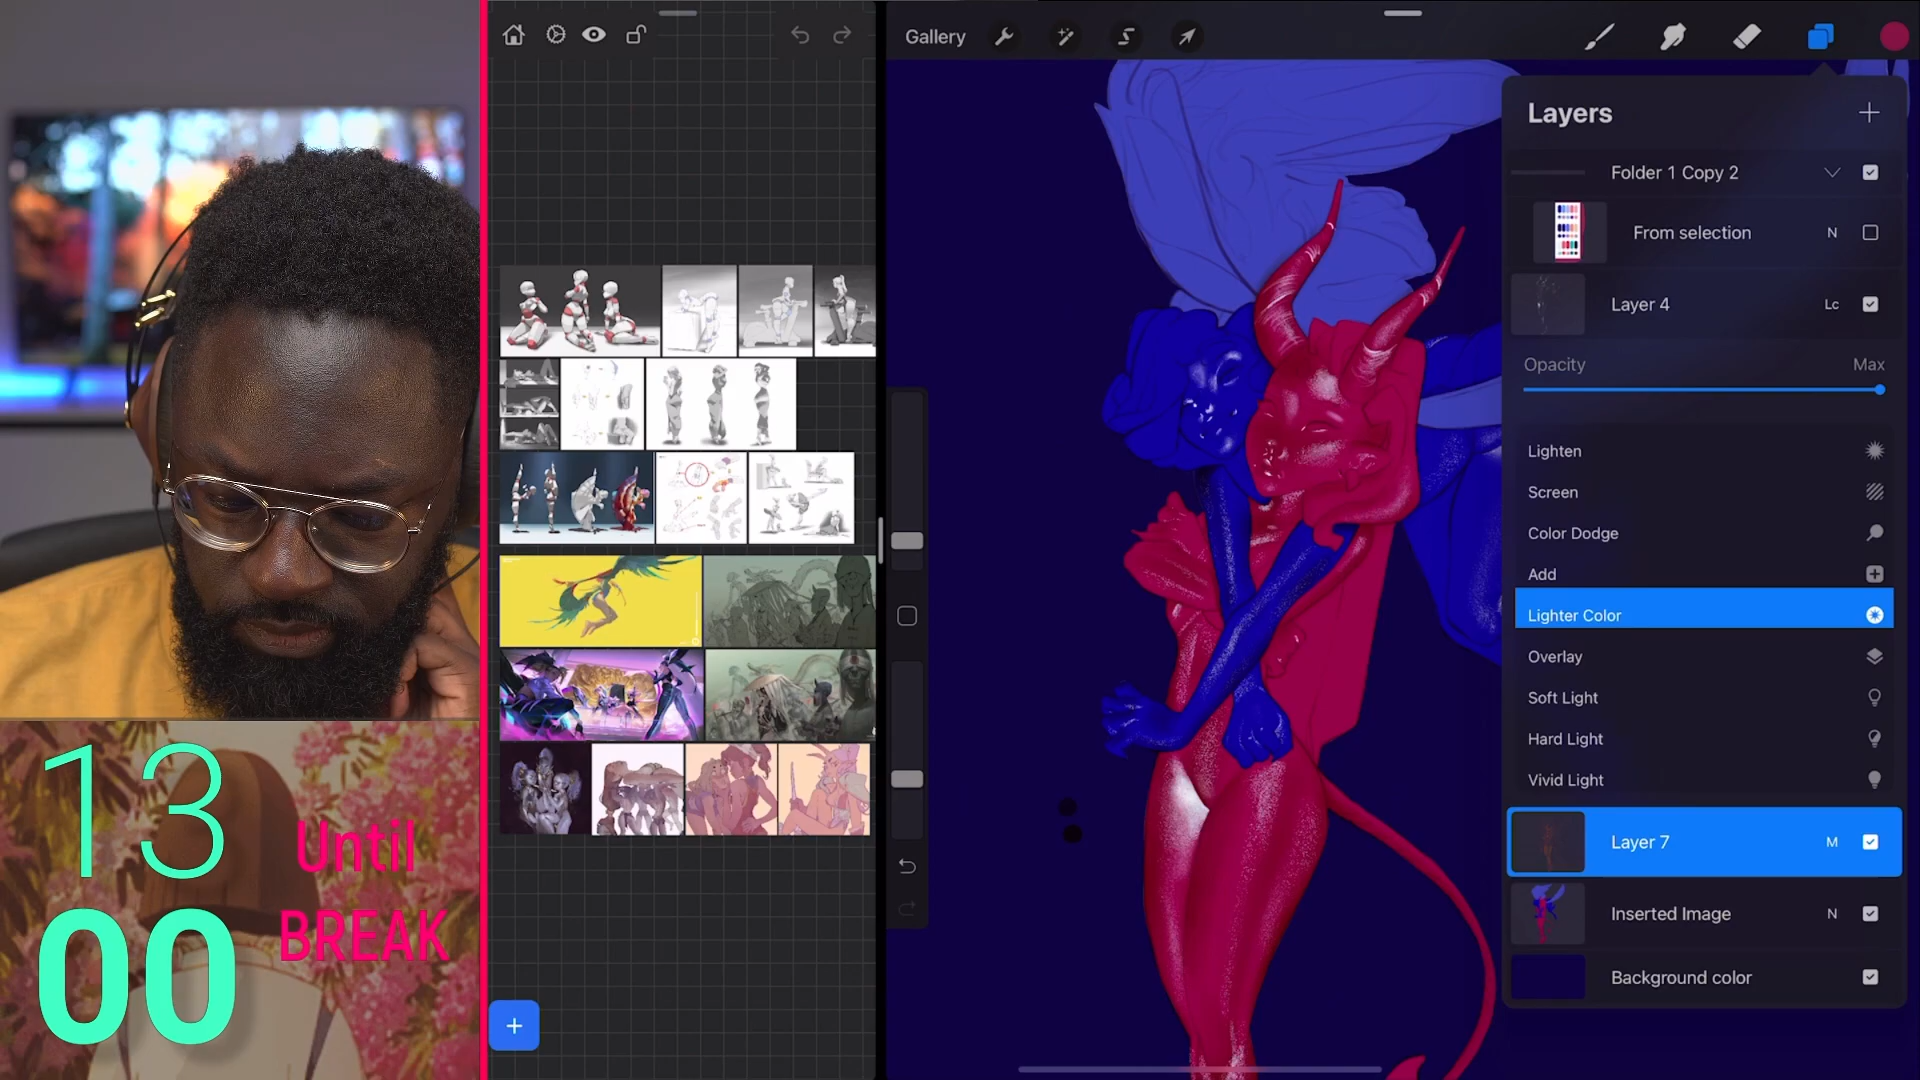 13
00
Until
BREAK
Gallery
Layers
Folder 1 Copy 2
From selection N
Layer 4 Lc
Opacity Max
Lighten
Screen
Color Dodge
Add
Lighter Color
Overlay
Soft Light
Hard Light
Vivid Light
Layer 7 M
Inserted Image N
Background color